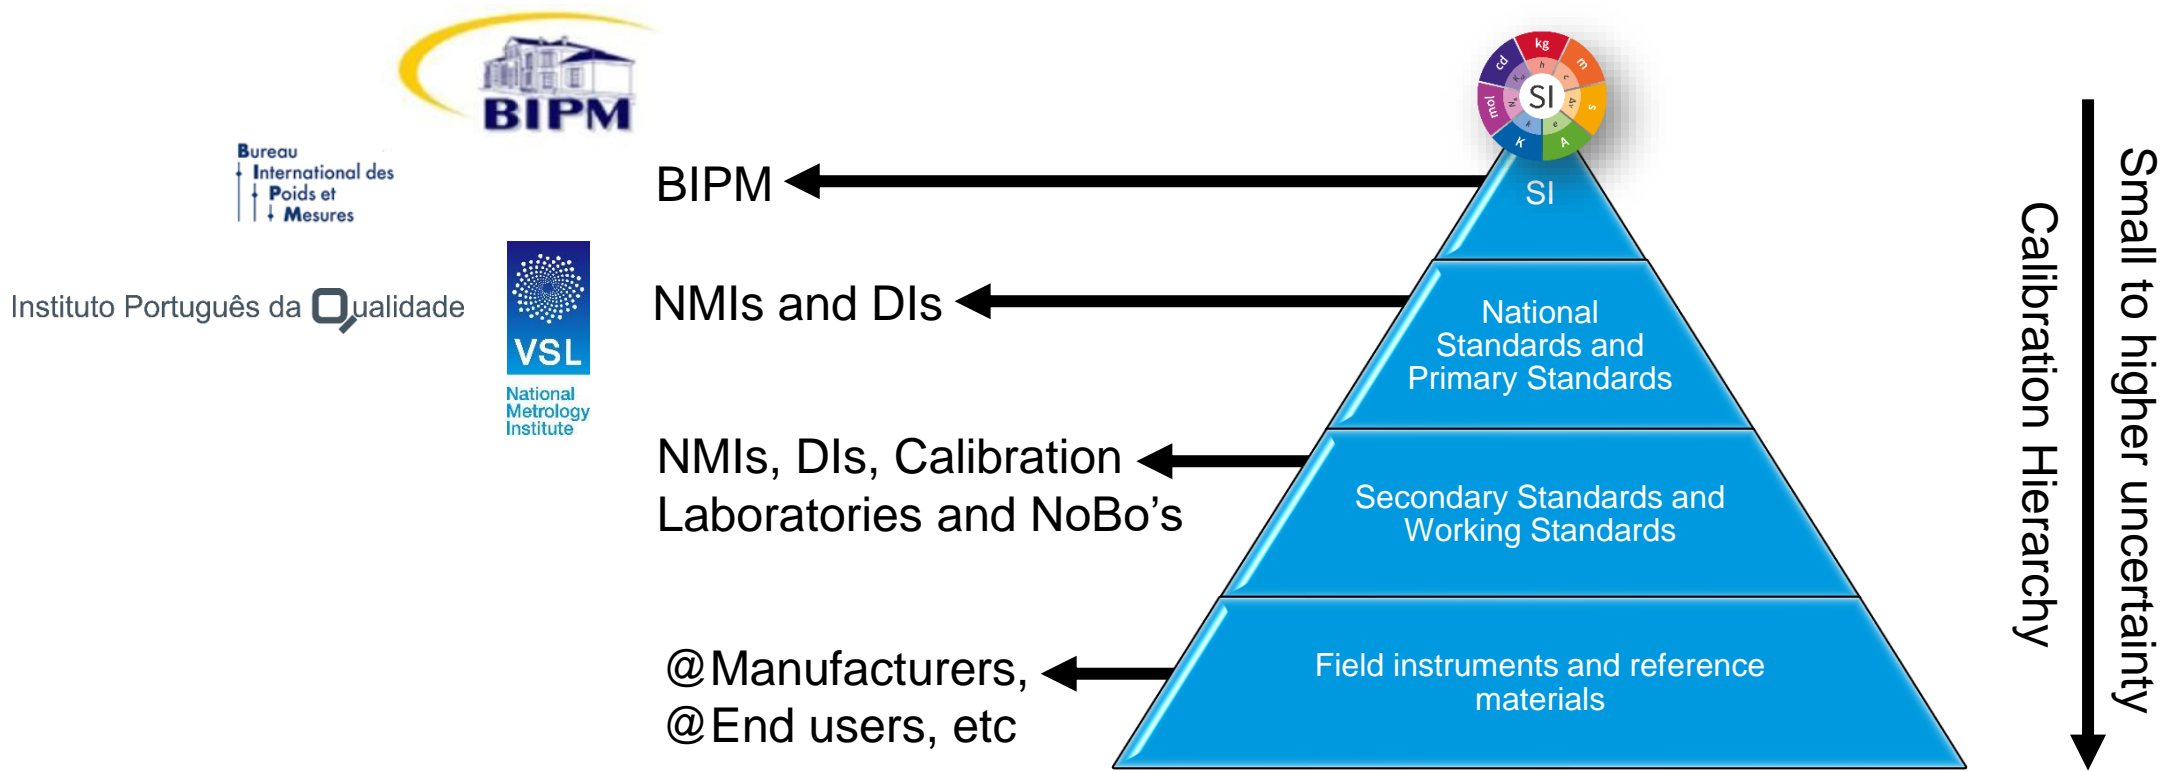 BIPM
Bureau
International des
Poids et
Mesures
Instituto Português da Qualidade
VSL
National
Metrology
Institute
BIPM
NMIs and DIs
NMIs, DIs, Calibration
Laboratories and NoBo’s
@Manufacturers,
@End users, etc
kg
m
s
A
K
mol
cd
h
c
e
k
SI
SI
National
Standards and
Primary Standards
Secondary Standards and
Working Standards
Field instruments and reference
materials
Calibration Hierarchy
Small to higher uncertainty